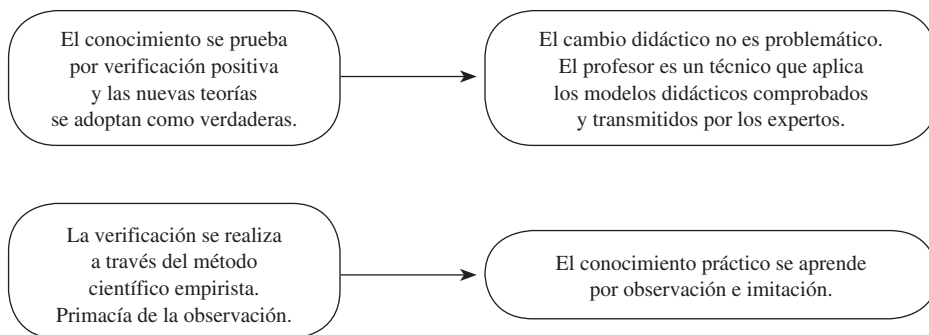 El conocimiento se prueba
por verificación positiva
y las nuevas teorías
se adoptan como verdaderas.
El cambio didáctico no es problemático.
El profesor es un técnico que aplica
los modelos didácticos comprobados
y transmitidos por los expertos.
La verificación se realiza
a través del método
científico empirista.
Primacía de la observación.
El conocimiento práctico se aprende
por observación e imitación.